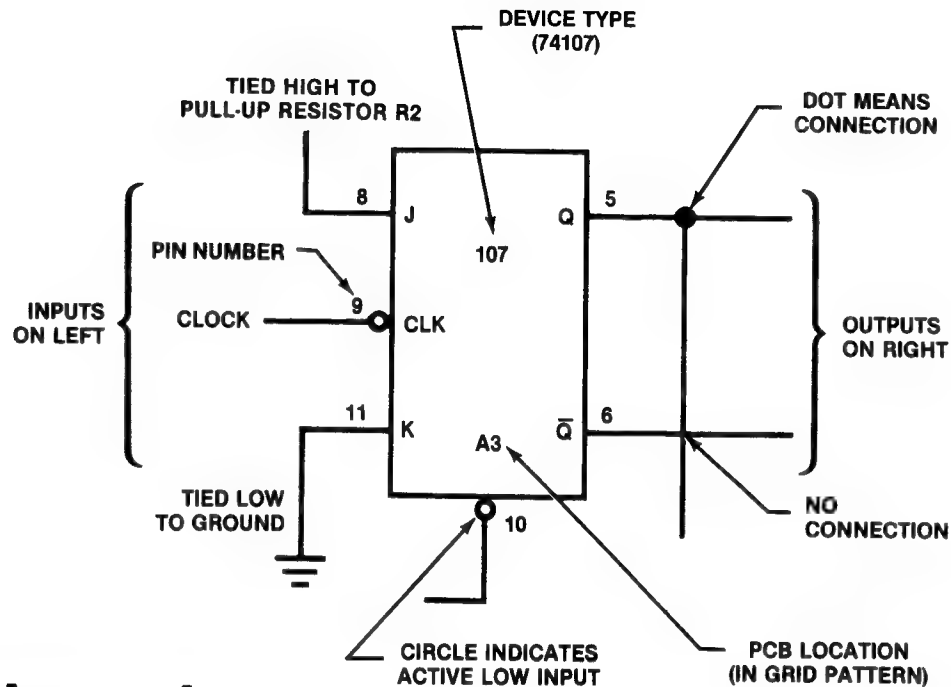 DEVICE TYPE
(74107)
TIED HIGH TO
PULL-UP RESISTOR R2
DOT MEANS
CONNECTION
8
J
Q
5
107
PIN NUMBER
9
INPUTS
ON LEFT
CLOCK
CLK
OUTPUTS
ON RIGHT
11
K
Q̅
6
A3
TIED LOW
TO GROUND
10
NO
CONNECTION
CIRCLE INDICATES
ACTIVE LOW INPUT
PCB LOCATION
(IN GRID PATTERN)